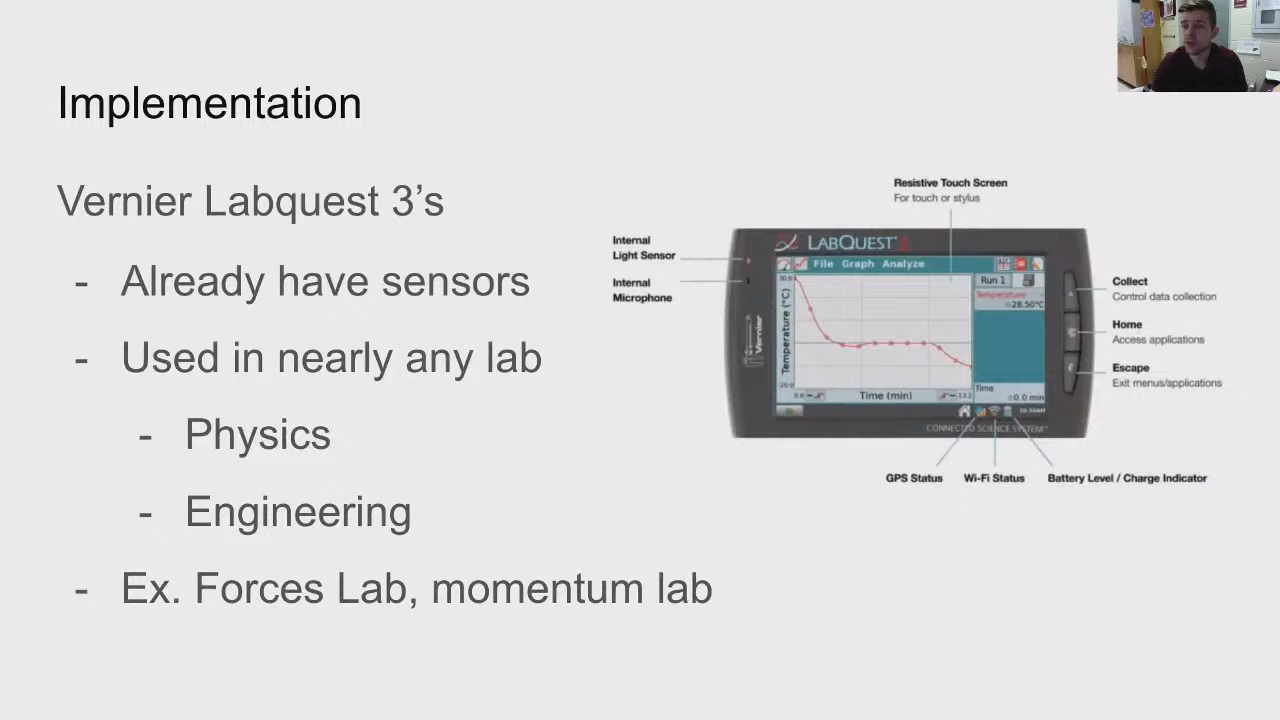 Implementation
Vernier Labquest 3's
- Already have sensors
- Used in nearly any lab
- Physics
- Engineering
- Ex. Forces Lab, momentum lab
Resistive Touch Screen
For touch or stylus
Internal
Light Sensor
Internal
Microphone
LABQUEST 2
File Graph Analyze
Run 1
Temperature
28.50°C
Temperature (°C)
Time (min)
Time
0.0 min
Vernier
CONNECTED SCIENCE SYSTEM™
Collect
Control data collection
Home
Access applications
Escape
Exit menus/applications
GPS Status
Wi-Fi Status
Battery Level / Charge Indicator